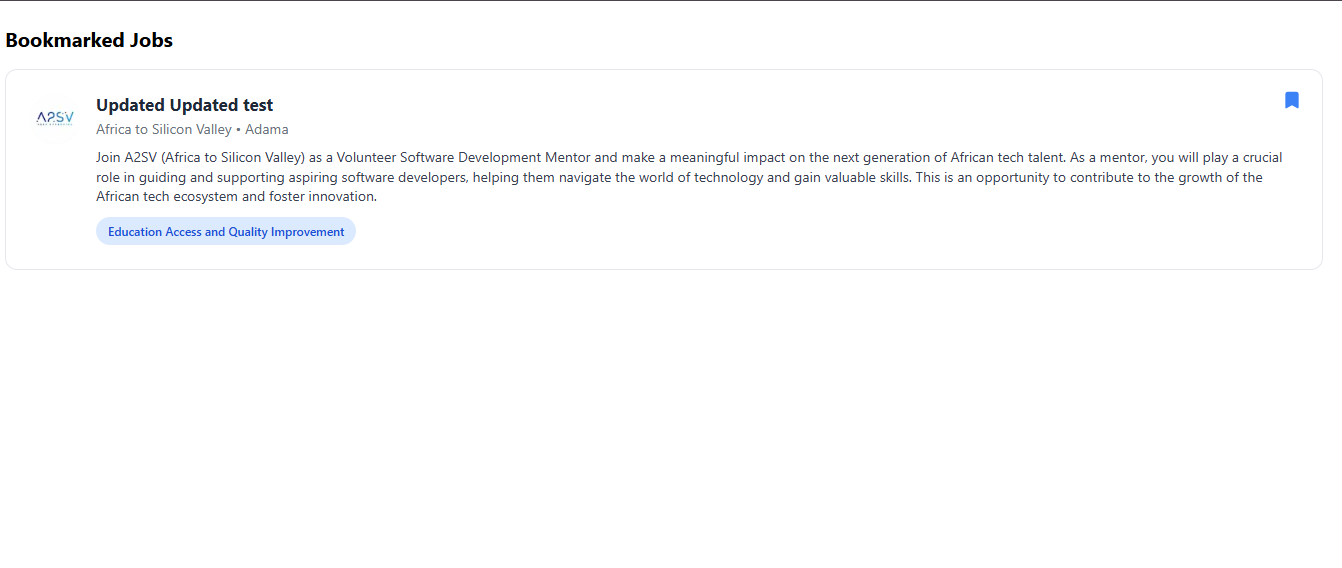 Bookmarked Jobs
A2SV
Updated Updated test
Africa to Silicon Valley • Adama
Join A2SV (Africa to Silicon Valley) as a Volunteer Software Development Mentor and make a meaningful impact on the next generation of African tech talent. As a mentor, you will play a crucial
role in guiding and supporting aspiring software developers, helping them navigate the world of technology and gain valuable skills. This is an opportunity to contribute to the growth of the
African tech ecosystem and foster innovation.
Education Access and Quality Improvement